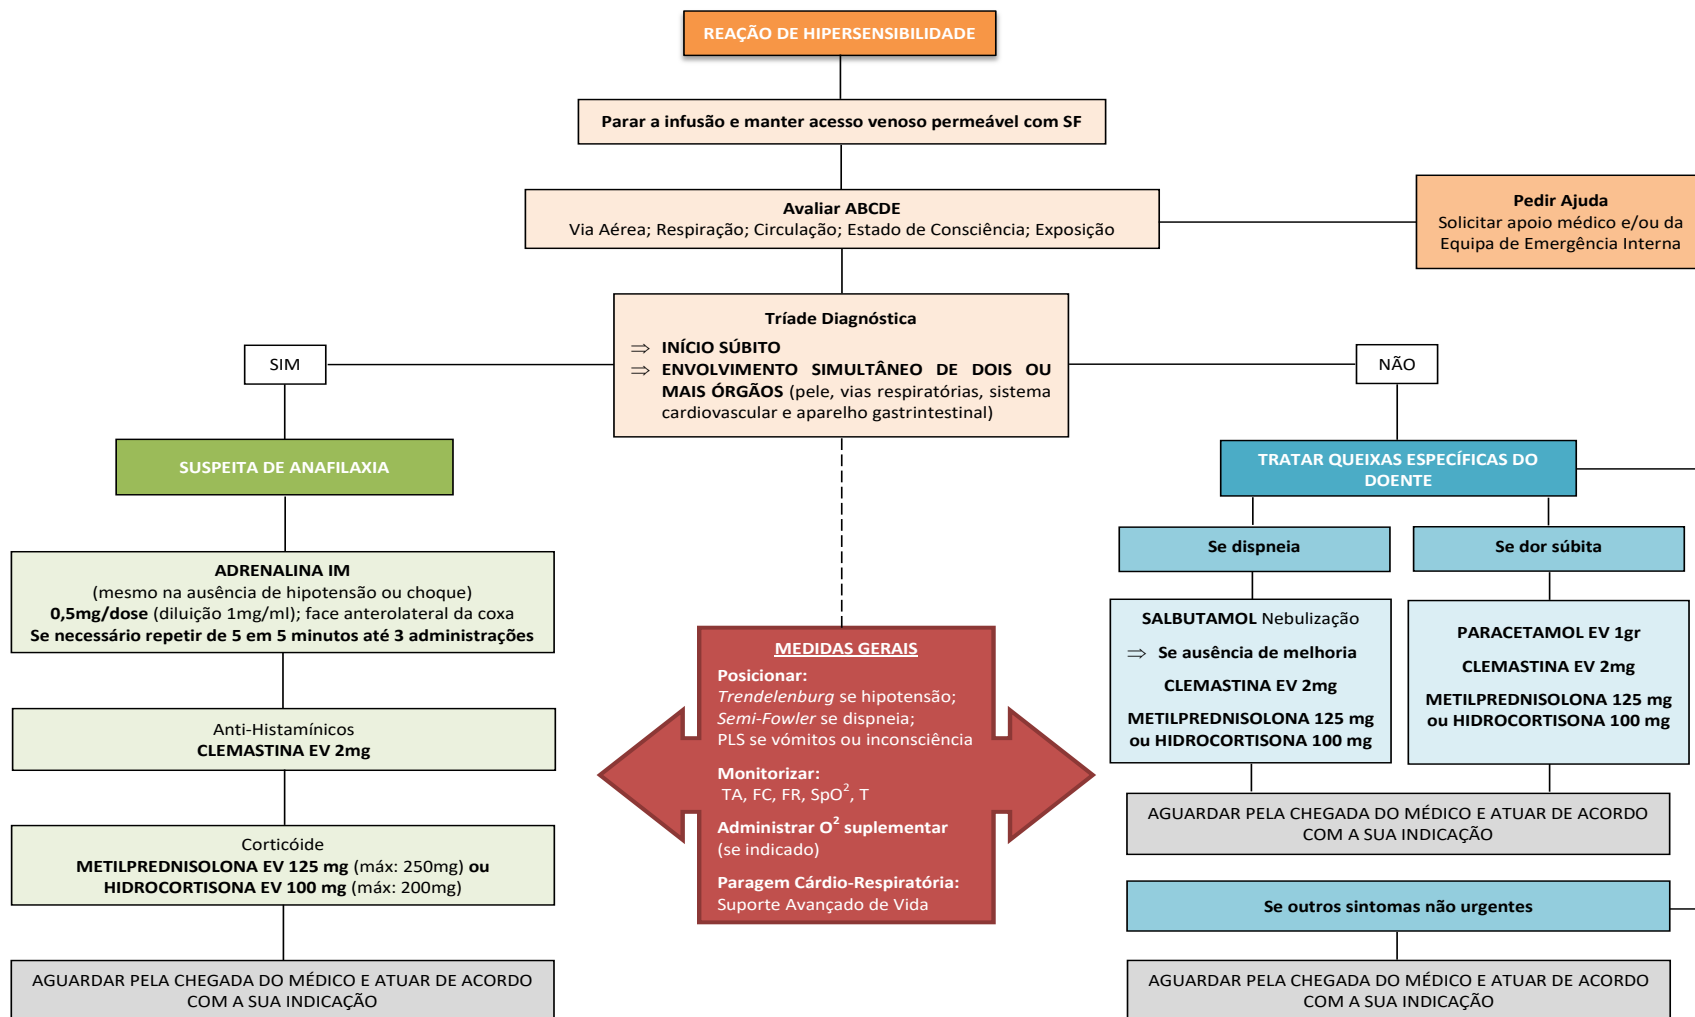 REAÇÃO DE HIPERSENSIBILIDADE
Parar a infusão e manter acesso venoso permeável com SF
Avaliar ABCDE
Via Aérea; Respiração; Circulação; Estado de Consciência; Exposição
Pedir Ajuda
Solicitar apoio médico e/ou da
Equipa de Emergência Interna
Tríade Diagnóstica
⇒ INÍCIO SÚBITO
⇒ ENVOLVIMENTO SIMULTÂNEO DE DOIS OU
MAIS ÓRGÃOS (pele, vias respiratórias, sistema
cardiovascular e aparelho gastrintestinal)
SIM
NÃO
SUSPEITA DE ANAFILAXIA
ADRENALINA IM
(mesmo na ausência de hipotensão ou choque)
0,5mg/dose (diluição 1mg/ml); face anterolateral da coxa
Se necessário repetir de 5 em 5 minutos até 3 administrações
Anti-Histamínicos
CLEMASTINA EV 2mg
Corticóide
METILPREDNISOLONA EV 125 mg (máx: 250mg) ou
HIDROCORTISONA EV 100 mg (máx: 200mg)
AGUARDAR PELA CHEGADA DO MÉDICO E ATUAR DE ACORDO
COM A SUA INDICAÇÃO
MEDIDAS GERAIS
Posicionar:
Trendelenburg se hipotensão;
Semi-Fowler se dispneia;
PLS se vómitos ou inconsciência
Monitorizar:
TA, FC, FR, SpO², T
Administrar O² suplementar
(se indicado)
Paragem Cárdio-Respiratória:
Suporte Avançado de Vida
TRATAR QUEIXAS ESPECÍFICAS DO
DOENTE
Se dispneia
SALBUTAMOL Nebulização
⇒ Se ausência de melhoria
CLEMASTINA EV 2mg
METILPREDNISOLONA 125 mg
ou HIDROCORTISONA 100 mg
Se dor súbita
PARACETAMOL EV 1gr
CLEMASTINA EV 2mg
METILPREDNISOLONA 125 mg
ou HIDROCORTISONA 100 mg
AGUARDAR PELA CHEGADA DO MÉDICO E ATUAR DE ACORDO
COM A SUA INDICAÇÃO
Se outros sintomas não urgentes
AGUARDAR PELA CHEGADA DO MÉDICO E ATUAR DE ACORDO
COM A SUA INDICAÇÃO